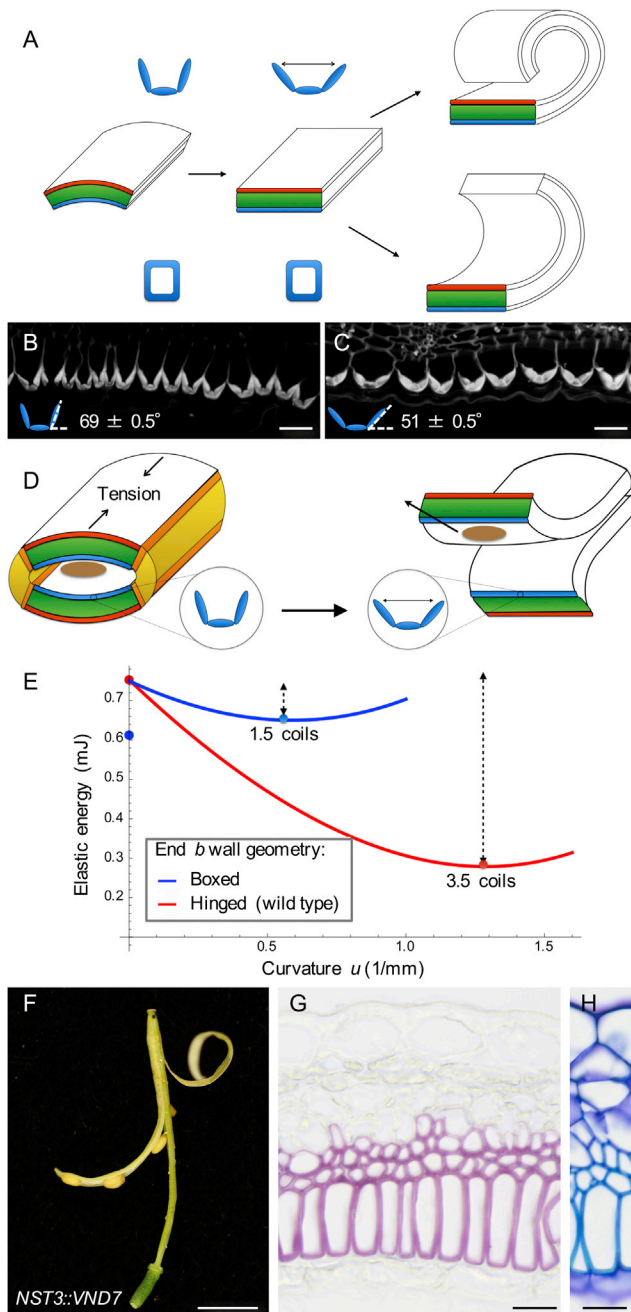 A
B
69 ± 0.5°
C
51 ± 0.5°
D
Tension
E
Elastic energy (mJ)
0.7
0.6
0.5
0.4
0.3
0.2
1.5 coils
3.5 coils
End b wall geometry:
Boxed
Hinged (wild type)
0.5
1.0
1.5
Curvature u (1/mm)
F
NST3::VND7
G
H